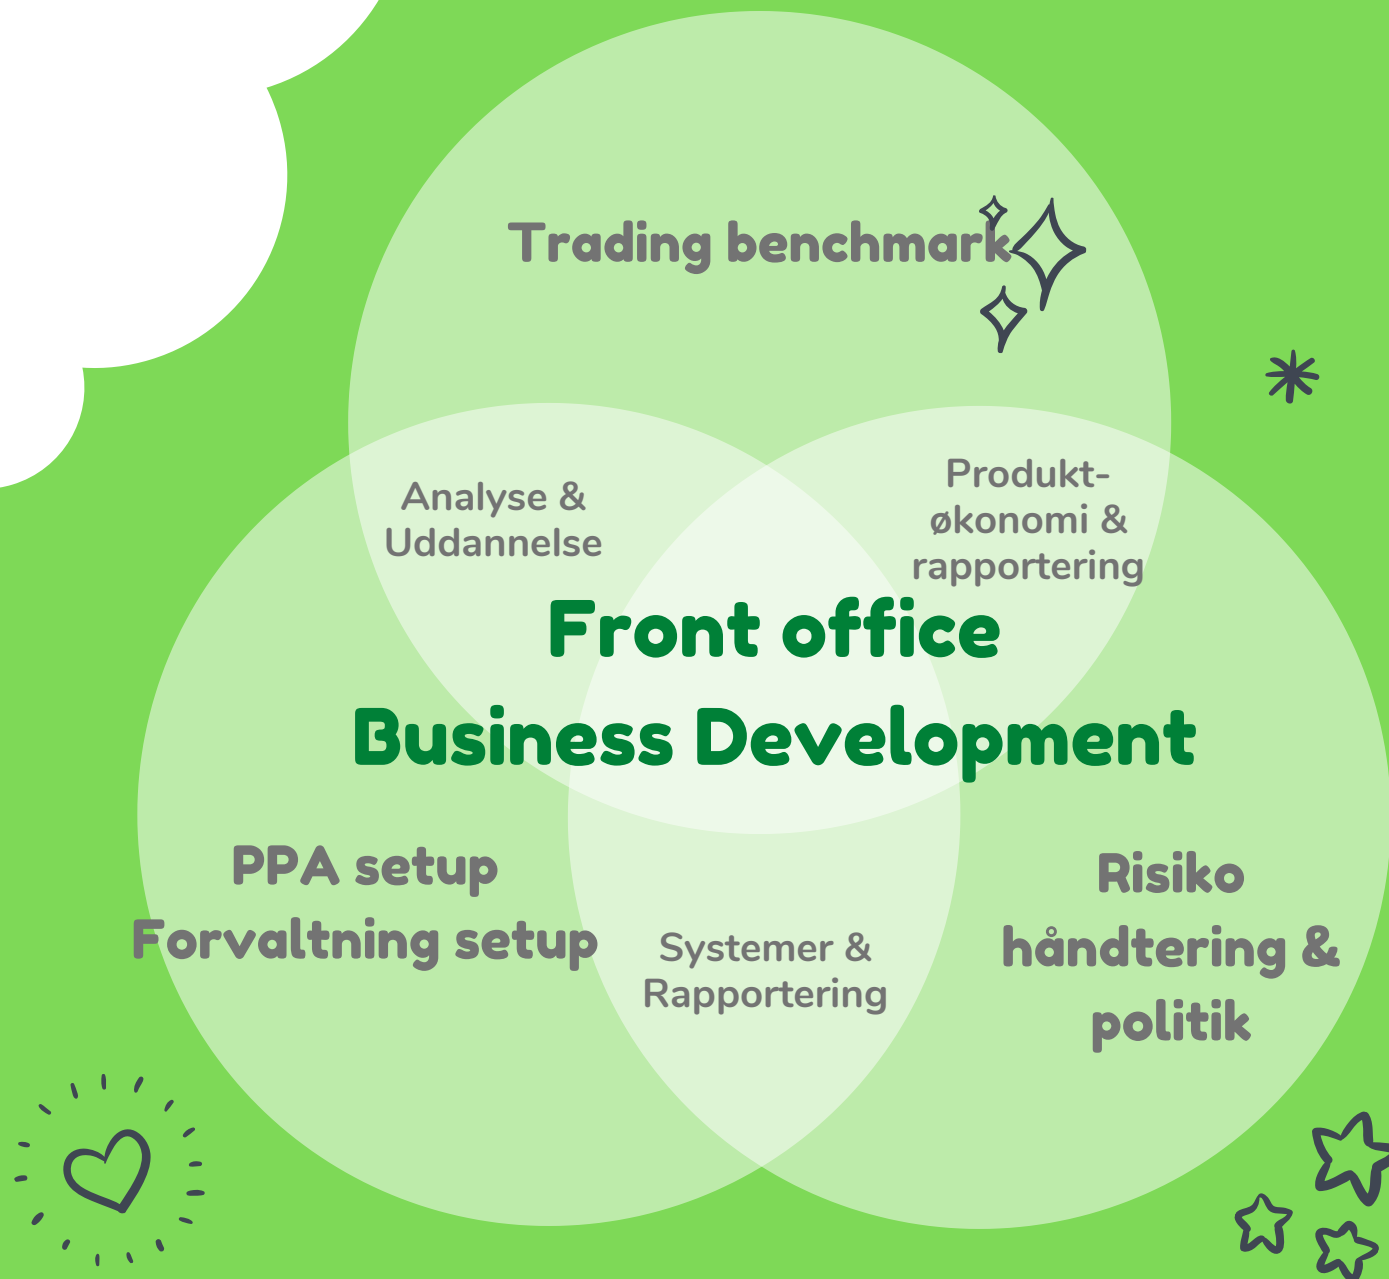 Trading benchmark
Analyse &
Uddannelse
Produkt-
økonomi &
rapportering
Front office
Business Development
PPA setup
Forvaltning setup
Systemer &
Rapportering
Risiko
håndtering &
politik